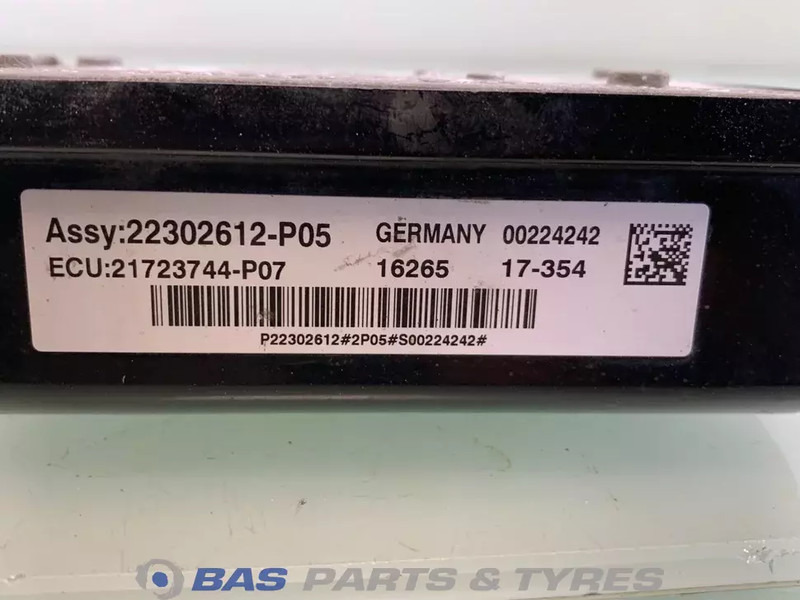 Assy:22302612-P05 GERMANY 00224242
ECU:21723744-P07 16265 17-354
P22302612#2P05#S00224242#
BAS PARTS & TYRES